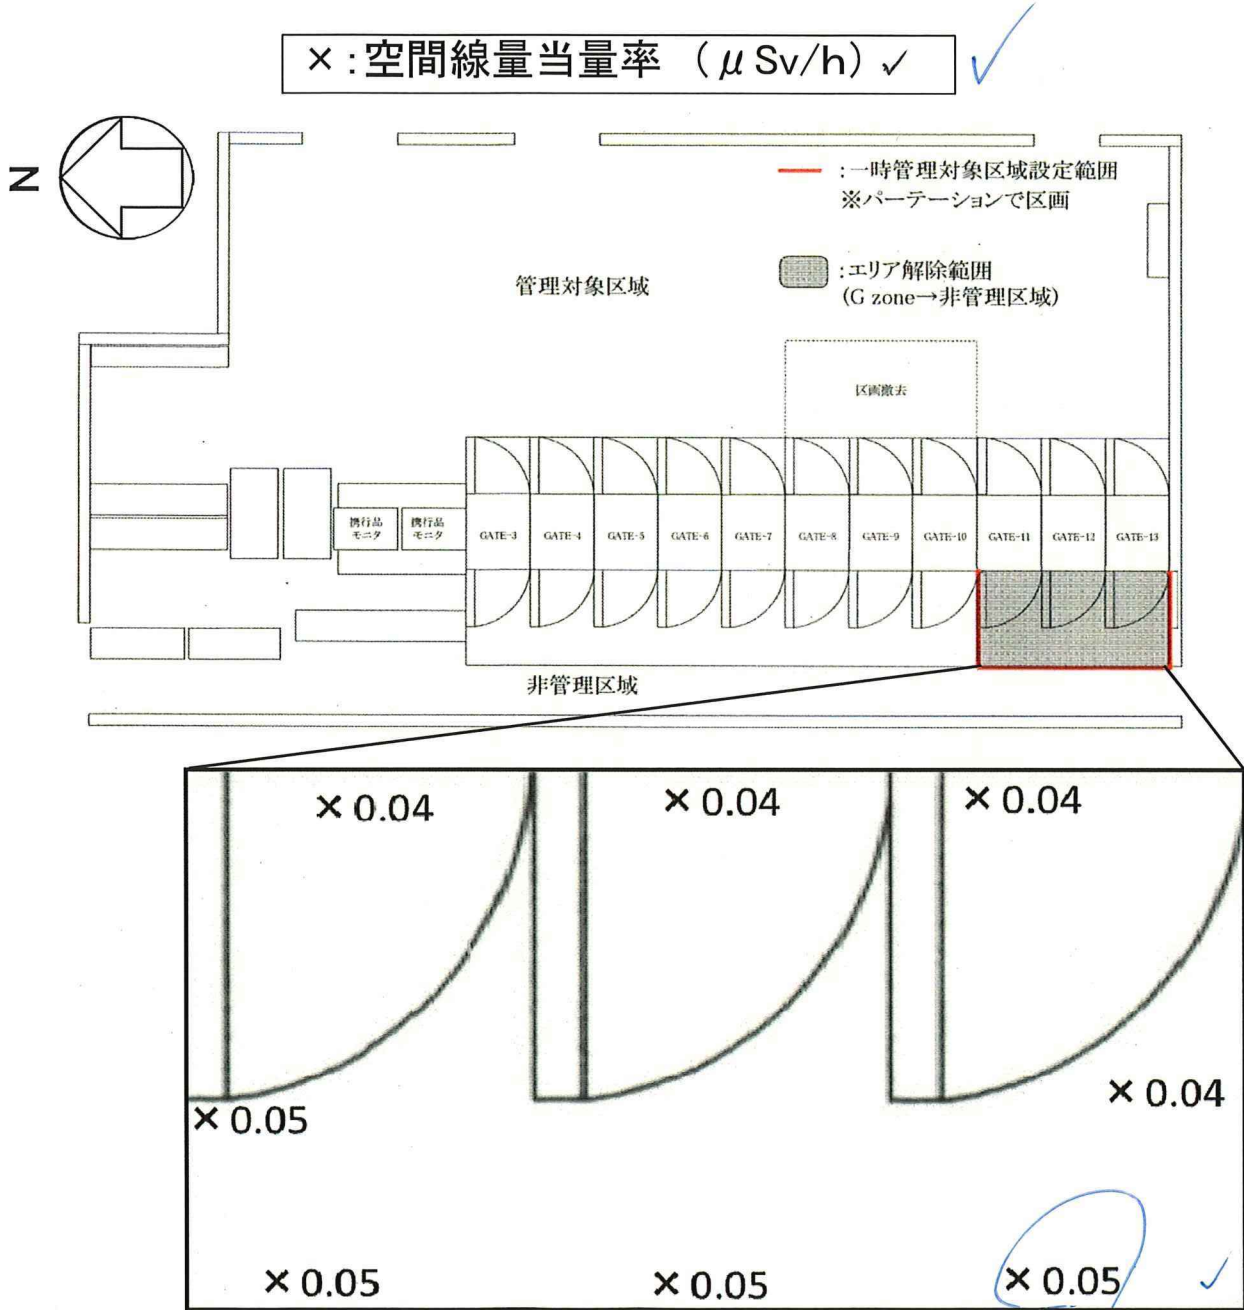 ×:空間線量当量率 (μSv/h) ✓
N
:一時管理対象区域設定範囲
※パーテーションで区画
管理対象区域
:エリア解除範囲
(G zone→非管理区域)
区画撤去
携行品
モニタ
携行品
モニタ
GATE-3
GATE-4
GATE-5
GATE-6
GATE-7
GATE-8
GATE-9
GATE-10
GATE-11
GATE-12
GATE-13
非管理区域
× 0.04
× 0.04
× 0.04
× 0.05
× 0.04
× 0.05
× 0.05
× 0.05